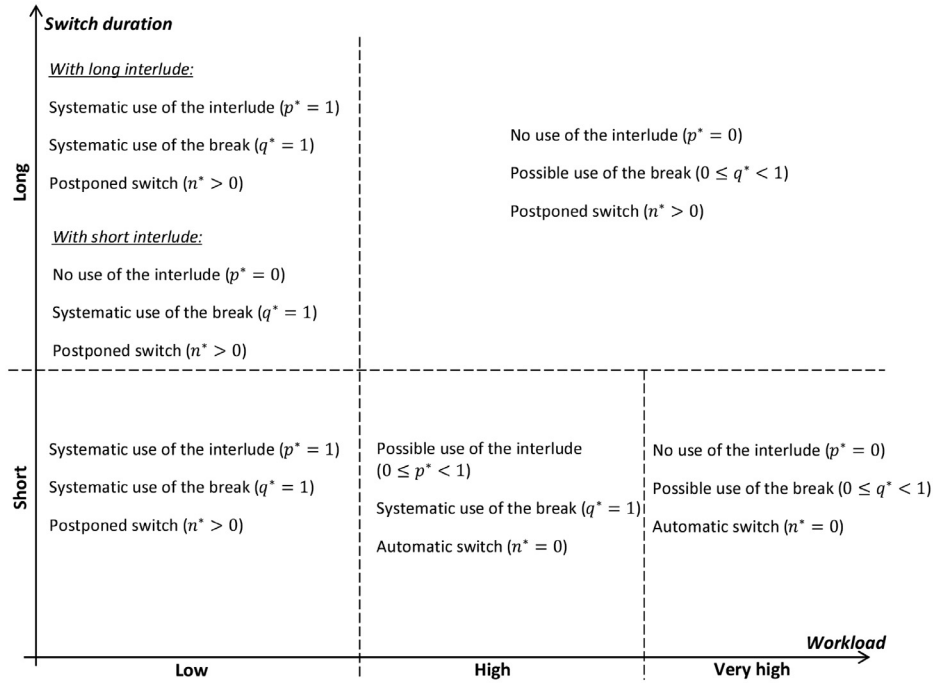 Switch duration
With long interlude:
Systematic use of the interlude (p* = 1)
Systematic use of the break (q* = 1)
Postponed switch (n* > 0)
With short interlude:
No use of the interlude (p* = 0)
Systematic use of the break (q* = 1)
Postponed switch (n* > 0)
No use of the interlude (p* = 0)
Possible use of the break (0 ≤ q* < 1)
Postponed switch (n* > 0)
Long
Systematic use of the interlude (p* = 1)
Systematic use of the break (q* = 1)
Postponed switch (n* > 0)
Possible use of the interlude
(0 ≤ p* < 1)
Systematic use of the break (q* = 1)
Automatic switch (n* = 0)
No use of the interlude (p* = 0)
Possible use of the break (0 ≤ q* < 1)
Automatic switch (n* = 0)
Short
Workload
Low
High
Very high